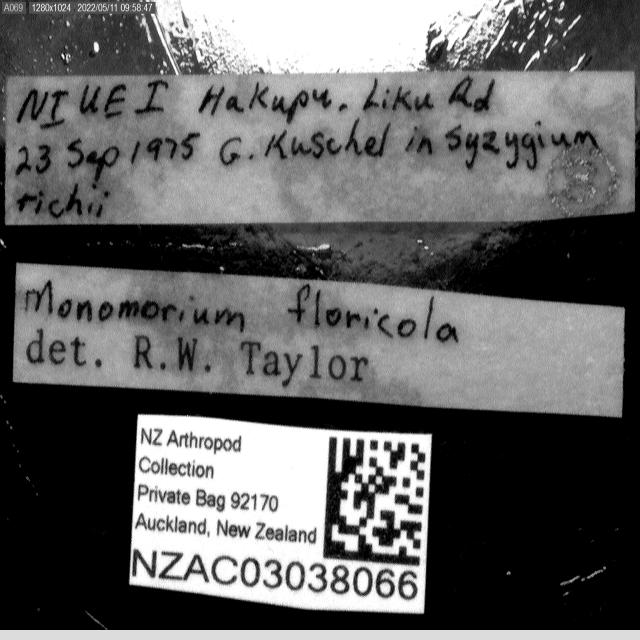 A069 1280x1024 2022/05/11 09:58:47
NIUE I Hakupu. Liku Rd
23 Sep 1975 G. Kuschel in Syzygium
richii
Monomorium floricola
det. R.W. Taylor
NZ Arthropod
Collection
Private Bag 92170
Auckland, New Zealand
NZAC03038066